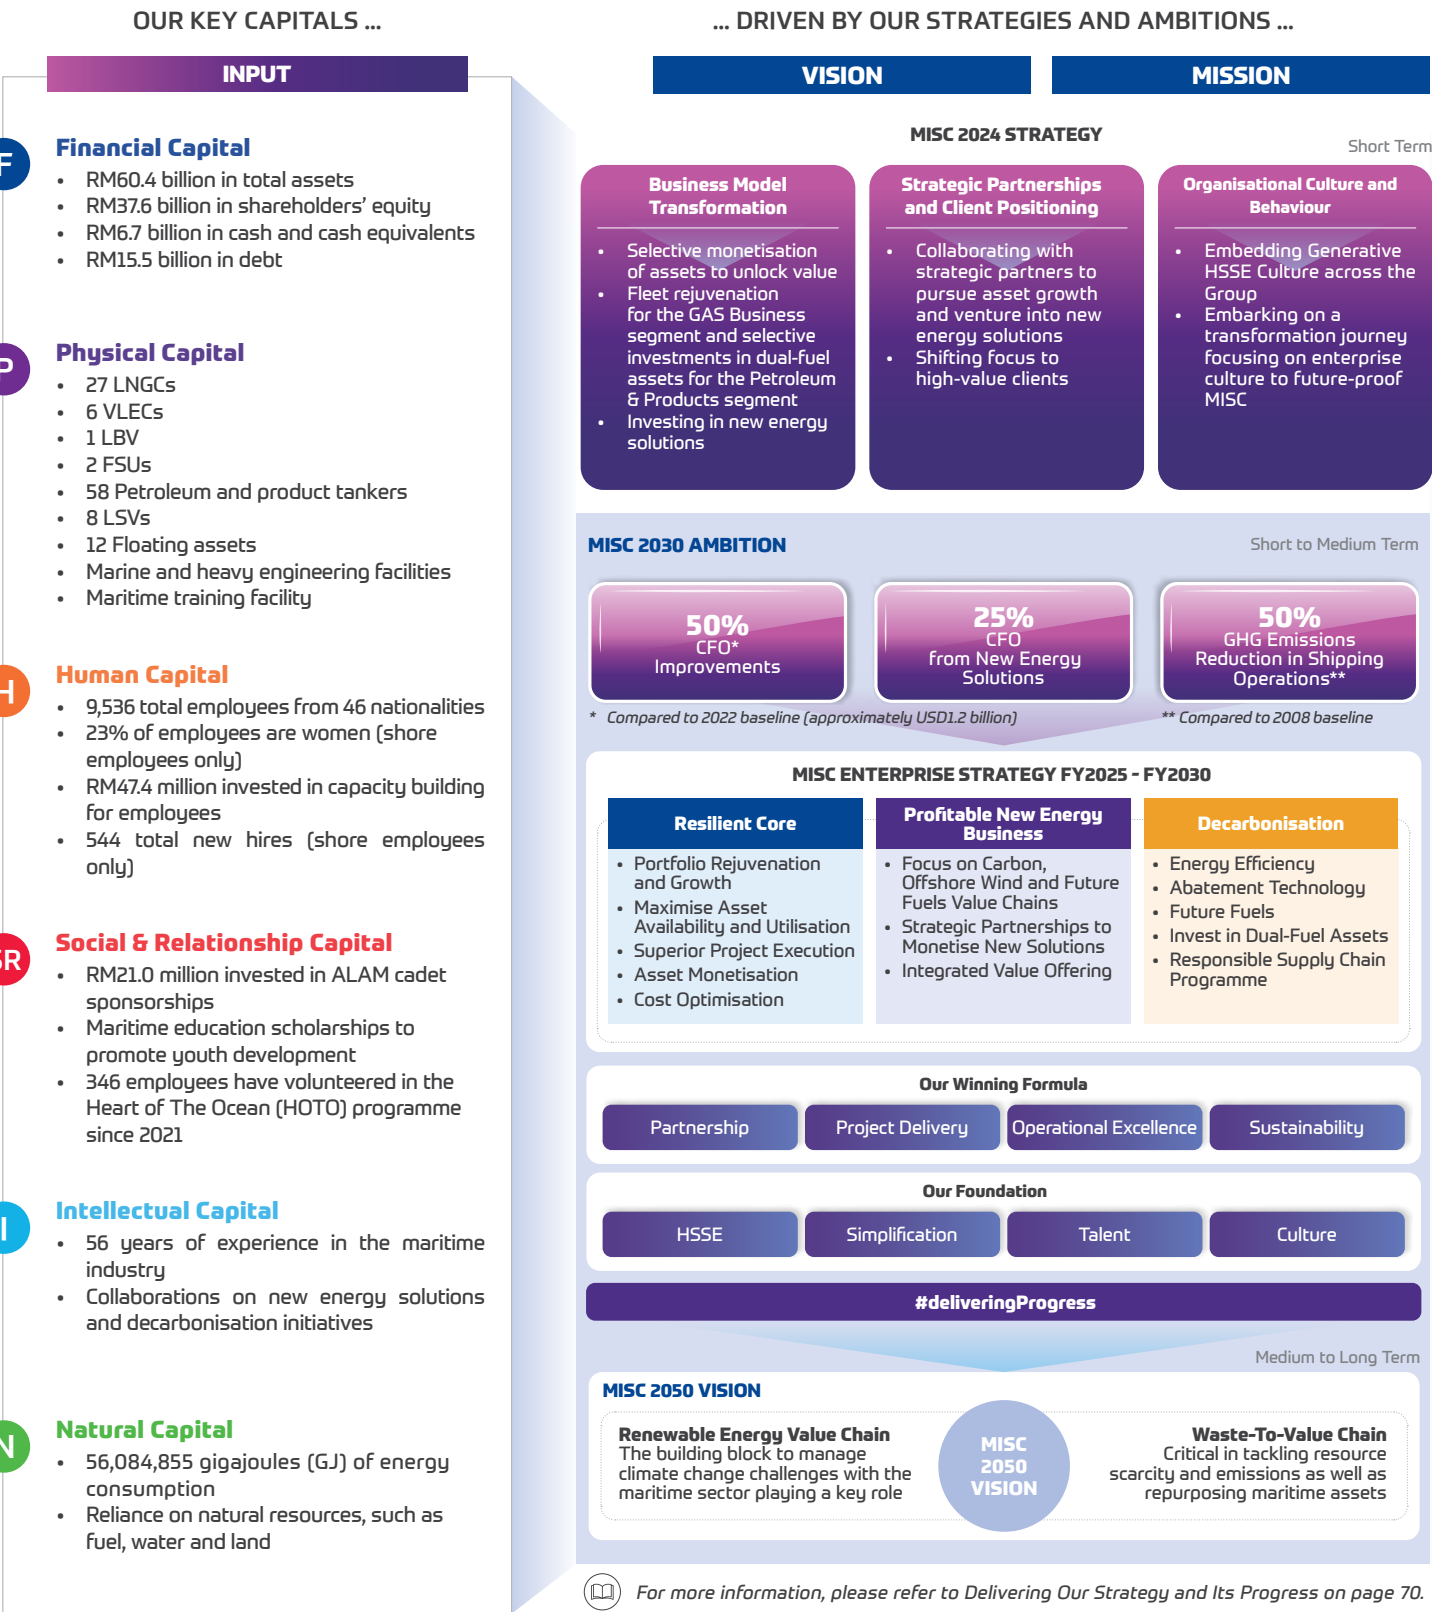 OUR KEY CAPITALS ...
INPUT
F
Financial Capital
• RM60.4 billion in total assets
• RM37.6 billion in shareholders' equity
• RM6.7 billion in cash and cash equivalents
• RM15.5 billion in debt
P
Physical Capital
• 27 LNGCs
• 6 VLECs
• 1 LBV
• 2 FSUs
• 58 Petroleum and product tankers
• 8 LSVs
• 12 Floating assets
• Marine and heavy engineering facilities
• Maritime training facility
H
Human Capital
• 9,536 total employees from 46 nationalities
• 23% of employees are women (shore
employees only)
• RM47.4 million invested in capacity building
for employees
• 544 total new hires (shore employees
only)
SR
Social & Relationship Capital
• RM21.0 million invested in ALAM cadet
sponsorships
• Maritime education scholarships to
promote youth development
• 346 employees have volunteered in the
Heart of The Ocean (HOTO) programme
since 2021
I
Intellectual Capital
• 56 years of experience in the maritime
industry
• Collaborations on new energy solutions
and decarbonisation initiatives
N
Natural Capital
• 56,084,855 gigajoules (GJ) of energy
consumption
• Reliance on natural resources, such as
fuel, water and land
... DRIVEN BY OUR STRATEGIES AND AMBITIONS ...
VISION
MISSION
MISC 2024 STRATEGY
Short Term
Business Model
Transformation
• Selective monetisation
of assets to unlock value
• Fleet rejuvenation
for the GAS Business
segment and selective
investments in dual-fuel
assets for the Petroleum
& Products segment
• Investing in new energy
solutions
Strategic Partnerships
and Client Positioning
• Collaborating with
strategic partners to
pursue asset growth
and venture into new
energy solutions
• Shifting focus to
high-value clients
Organisational Culture and
Behaviour
• Embedding Generative
HSSE Culture across the
Group
• Embarking on a
transformation journey
focusing on enterprise
culture to future-proof
MISC
MISC 2030 AMBITION
Short to Medium Term
50%
CFO*
Improvements
25%
CFO
from New Energy
Solutions
50%
GHG Emissions
Reduction in Shipping
Operations**
* Compared to 2022 baseline (approximately USD1.2 billion)
** Compared to 2008 baseline
MISC ENTERPRISE STRATEGY FY2025 - FY2030
Resilient Core
• Portfolio Rejuvenation
and Growth
• Maximise Asset
Availability and Utilisation
• Superior Project Execution
• Asset Monetisation
• Cost Optimisation
Profitable New Energy
Business
• Focus on Carbon,
Offshore Wind and Future
Fuels Value Chains
• Strategic Partnerships to
Monetise New Solutions
• Integrated Value Offering
Decarbonisation
• Energy Efficiency
• Abatement Technology
• Future Fuels
• Invest in Dual-Fuel Assets
• Responsible Supply Chain
Programme
Our Winning Formula
Partnership
Project Delivery
Operational Excellence
Sustainability
Our Foundation
HSSE
Simplification
Talent
Culture
#deliveringProgress
Medium to Long Term
MISC 2050 VISION
Renewable Energy Value Chain
The building block to manage
climate change challenges with the
maritime sector playing a key role
MISC
2050
VISION
Waste-To-Value Chain
Critical in tackling resource
scarcity and emissions as well as
repurposing maritime assets
For more information, please refer to Delivering Our Strategy and Its Progress on page 70.